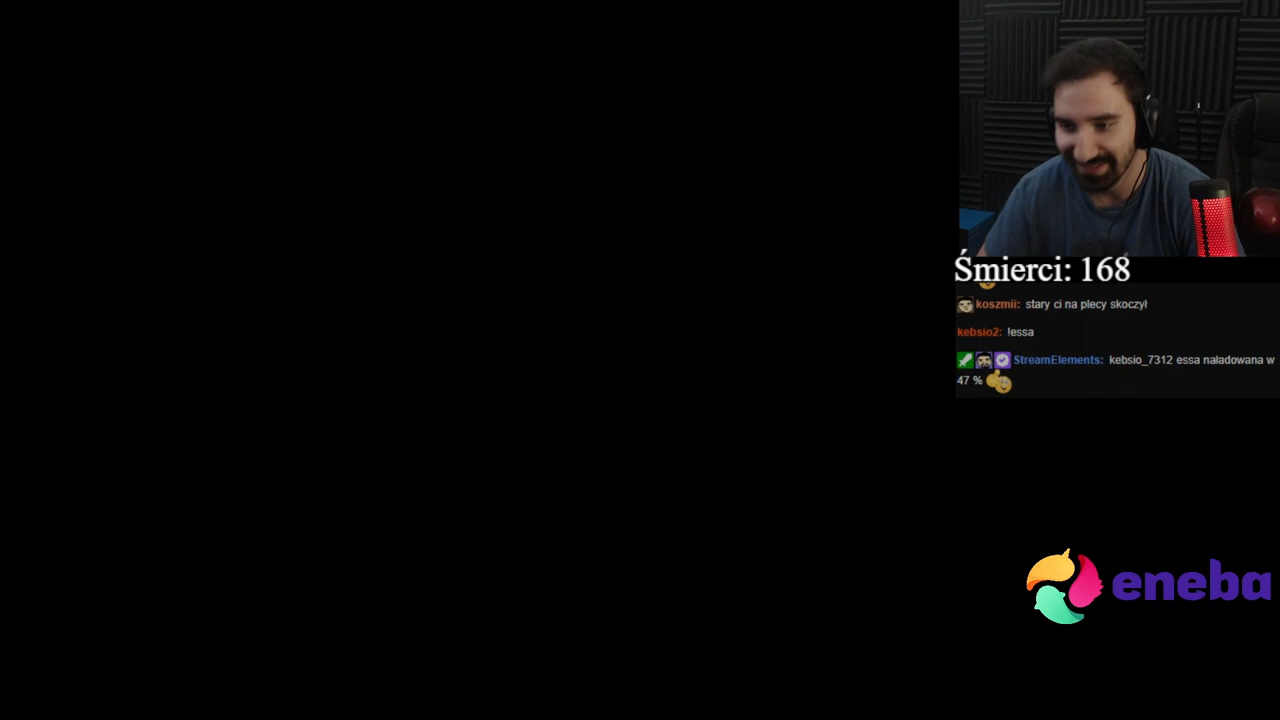 Śmierci: 168
koszmii: stary ci na plecy skoczył
kebsio2: !essa
StreamElements: kebsio_7312 essa naładowana w
47 %
eneba